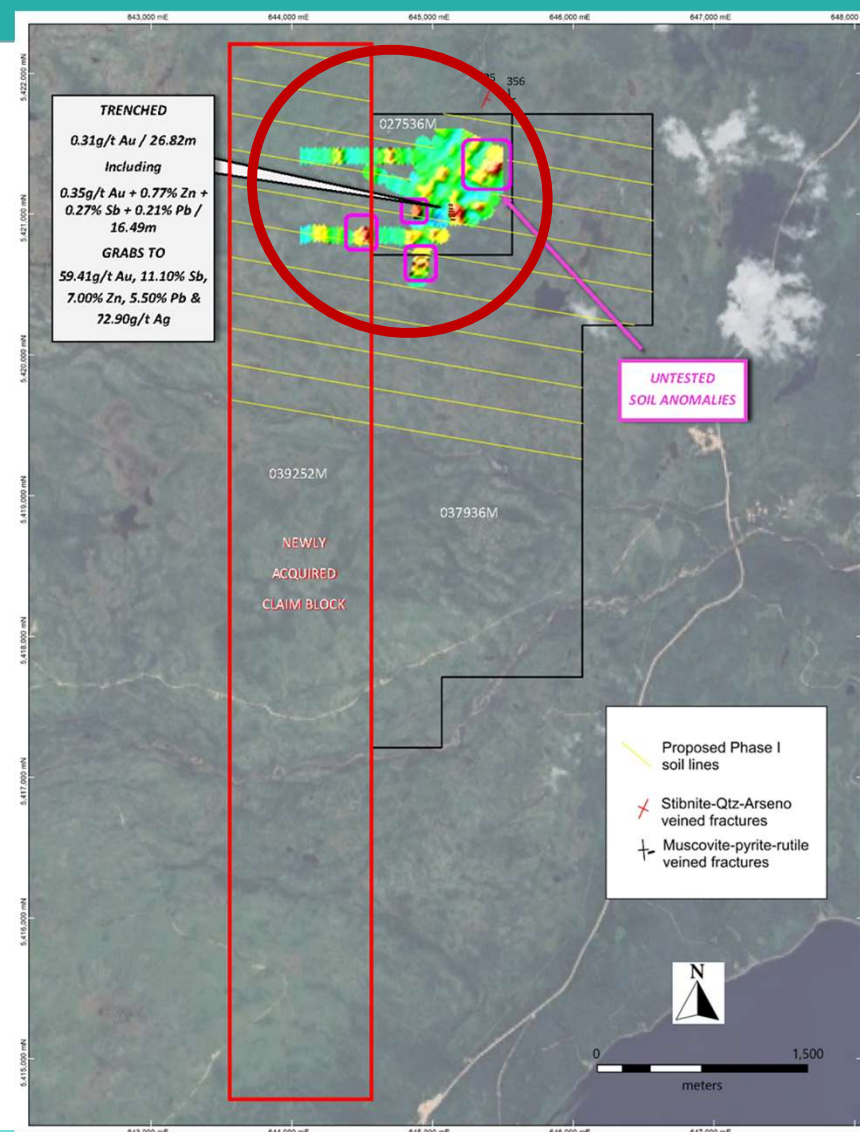 643,000 mE
644,000 mE
645,000 mE
646,000 mE
647,000 mE
648,000
5,422,000 mN
5,421,000 mN
5,420,000 mN
5,419,000 mN
5,418,000 mN
5,417,000 mN
5,416,000 mN
5,415,000 mN
TRENCHED
0.31g/t Au / 26.82m
Including
0.35g/t Au + 0.77% Zn +
0.27% Sb + 0.21% Pb /
16.49m
GRABS TO
59.41g/t Au, 11.10% Sb,
7.00% Zn, 5.50% Pb &
72.90g/t Ag
356
027536M
UNTESTED
SOIL ANOMALIES
039252M
037936M
NEWLY
ACQUIRED
CLAIM BLOCK
Proposed Phase I
soil lines
Stibnite-Qtz-Arseno
veined fractures
Muscovite-pyrite-rutile
veined fractures
N
0 1,500
meters